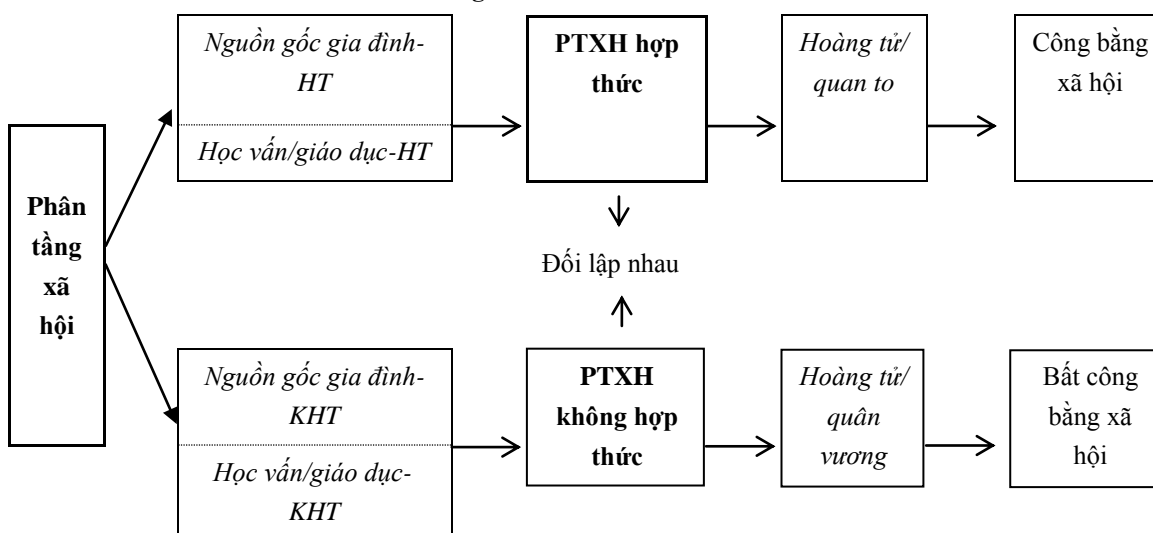 Nguồn gốc gia đình-
HT
Học vấn/giáo dục-HT
PTXH hợp
thức
Hoàng tử/
quan to
Công bằng
xã hội
Phân
tầng
xã
hội
Đối lập nhau
Nguồn gốc gia đình-
KHT
Học vấn/giáo dục-
KHT
PTXH
không hợp
thức
Hoàng tử/
quân
vương
Bất công
bằng xã
hội